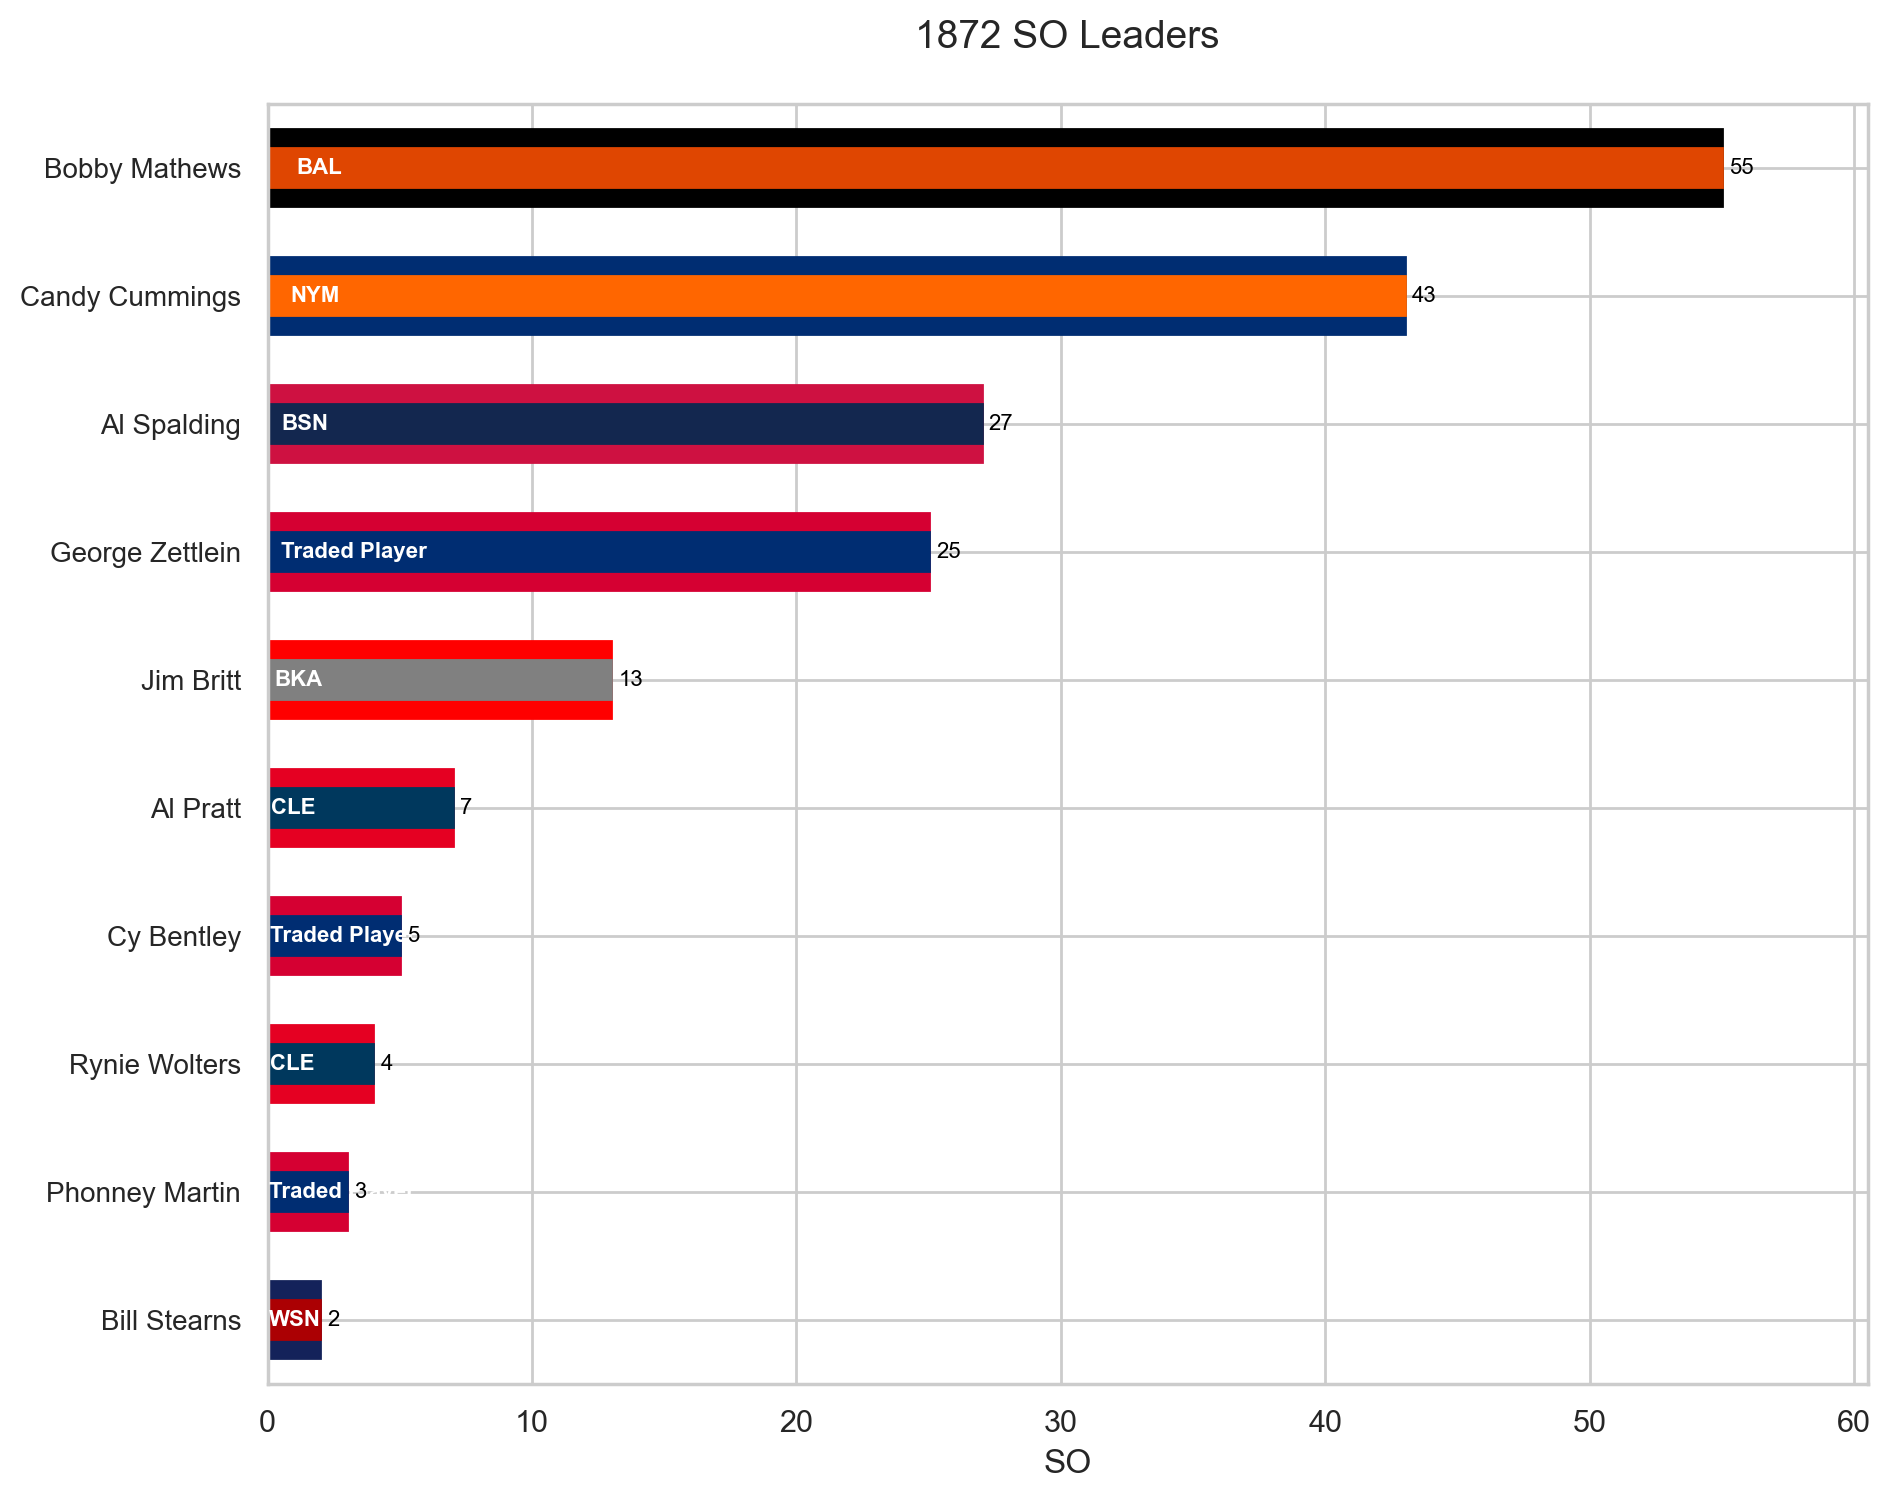 1872 SO Leaders
Bobby Mathews BAL 55
Candy Cummings NYM 43
Al Spalding BSN 27
George Zettlein Traded Player 25
Jim Britt BKA 13
Al Pratt CLE 7
Cy Bentley Traded Playe 5
Rynie Wolters CLE 4
Phonney Martin Traded 3
Bill Stearns WSN 2
0 10 20 30 40 50 60
SO